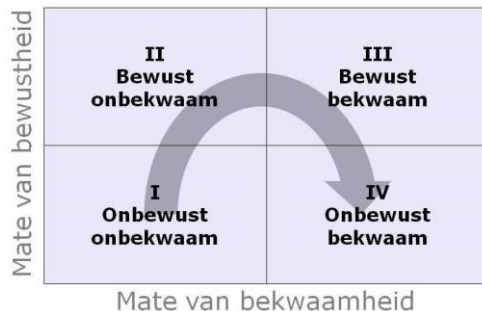 Mate van bewustheid
II
Bewust
onbekwaam
III
Bewust
bekwaam
I
Onbewust
onbekwaam
IV
Onbewust
bekwaam
Mate van bekwaamheid